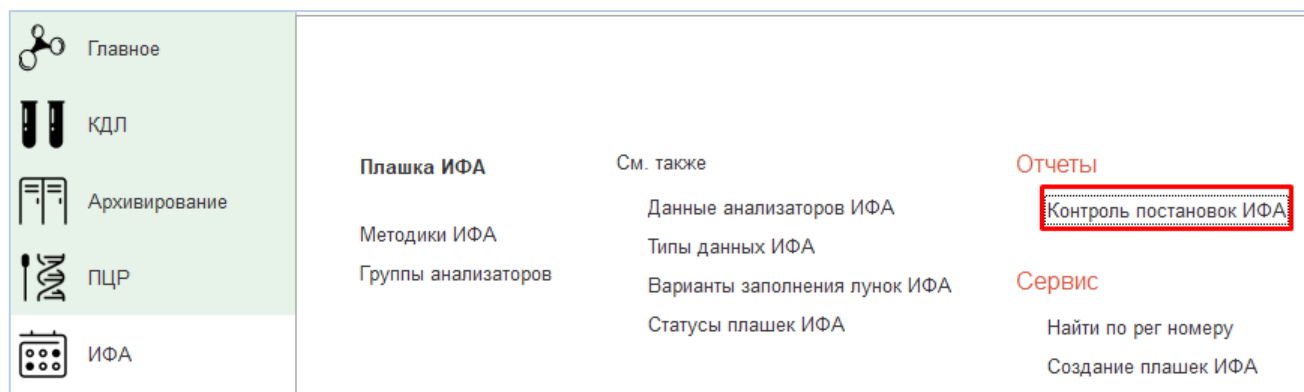 Главное
КДЛ
Архивирование
ПЦР
ИФА
Плашка ИФА
Методики ИФА
Группы анализаторов
См. также
Данные анализаторов ИФА
Типы данных ИФА
Варианты заполнения лунок ИФА
Статусы плашек ИФА
Отчеты
Контроль постановок ИФА
Сервис
Найти по рег номеру
Создание плашек ИФА